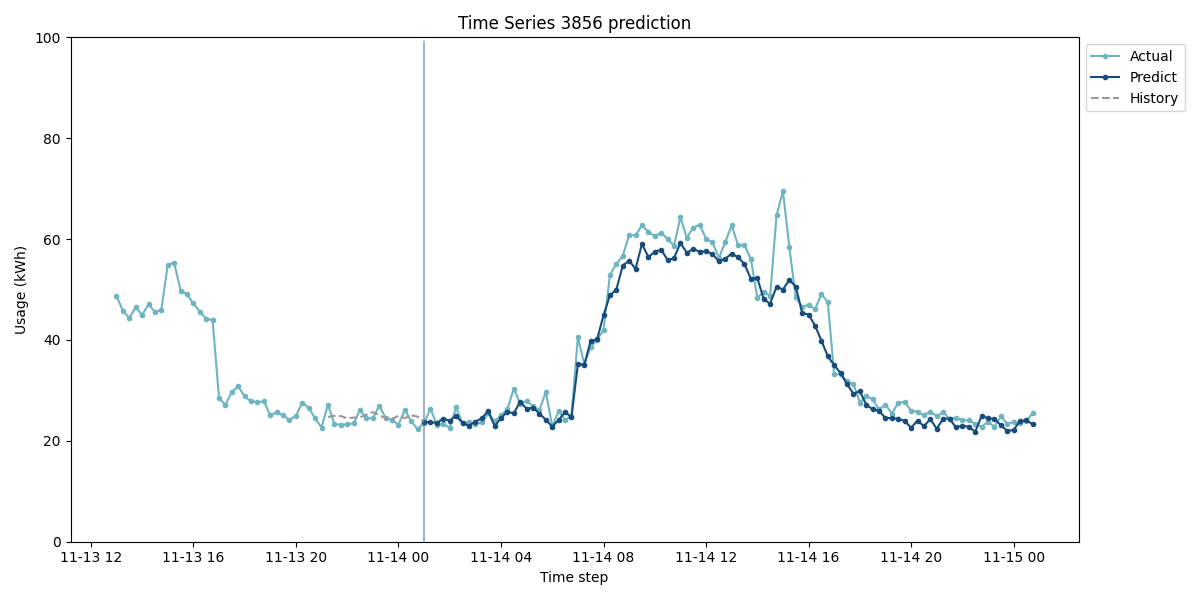 Time Series 3856 prediction
100
80
60
40
20
0
Usage (kWh)
11-13 12
11-13 16
11-13 20
11-14 00
11-14 04
11-14 08
11-14 12
11-14 16
11-14 20
11-15 00
Time step
Actual
Predict
History